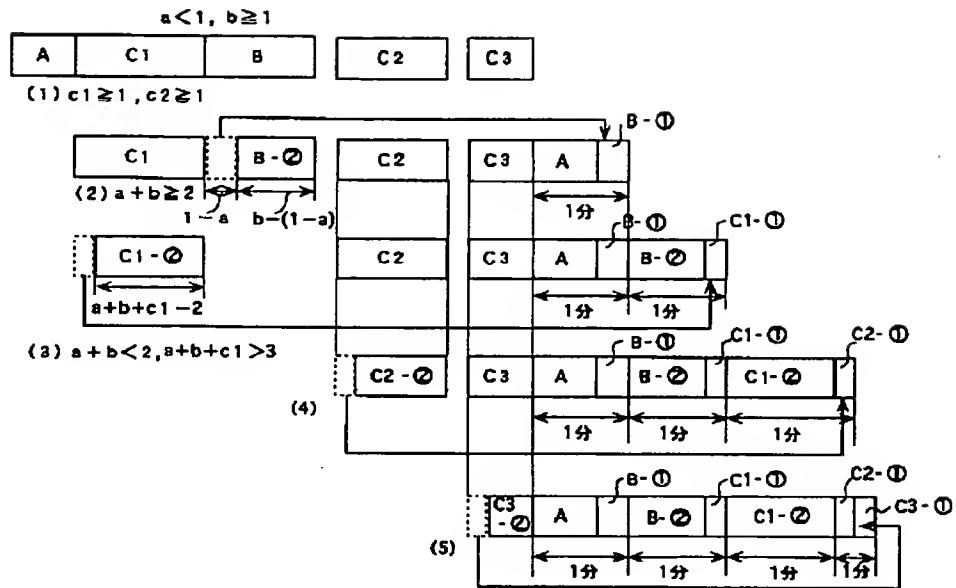 a<1, b≧1
A C1 B C2 C3
(1) c1≧1, c2≧1
B-①
C1 B-② C2 C3 A
(2) a+b≧2
1-a b-(1-a) 1分
B-① C1-①
C1-② C2 C3 A B-②
a+b+c1-2 1分 1分
(3) a+b<2, a+b+c1>3
B-① C1-① C2-①
C2-② C3 A B-② C1-②
(4)
1分 1分 1分
B-① C1-① C2-①
C3-①
C3-② A B-② C1-②
(5)
1分 1分 1分 1分